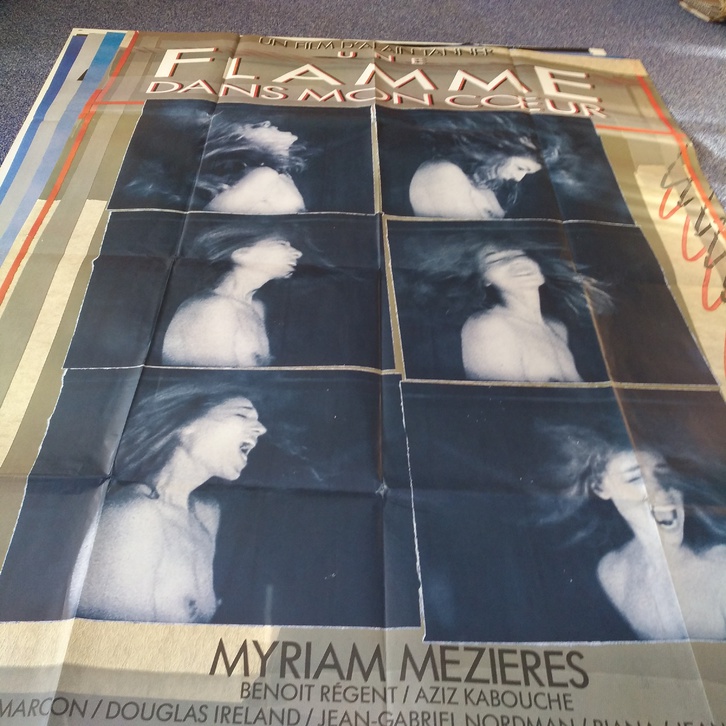 UN FILM D'ALAIN TANNER
UNE
FLAMME
DANS MON CŒUR
MYRIAM MEZIERES
BENOIT RÉGENT / AZIZ KABOUCHE
MARCON / DOUGLAS IRELAND / JEAN-GABRIEL NORDMAN /